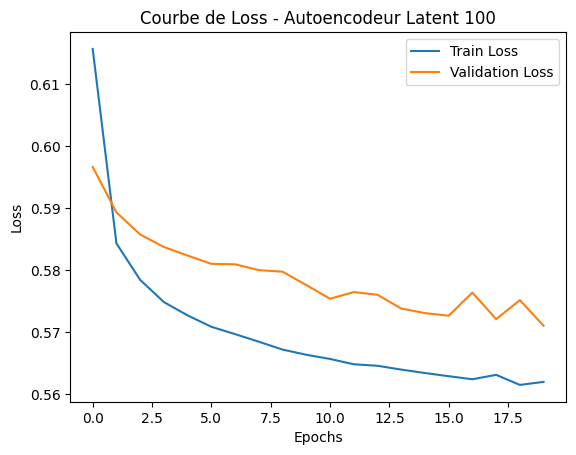 Courbe de Loss - Autoencodeur Latent 100
Train Loss
Validation Loss
Loss
0.61
0.60
0.59
0.58
0.57
0.56
0.0 2.5 5.0 7.5 10.0 12.5 15.0 17.5
Epochs